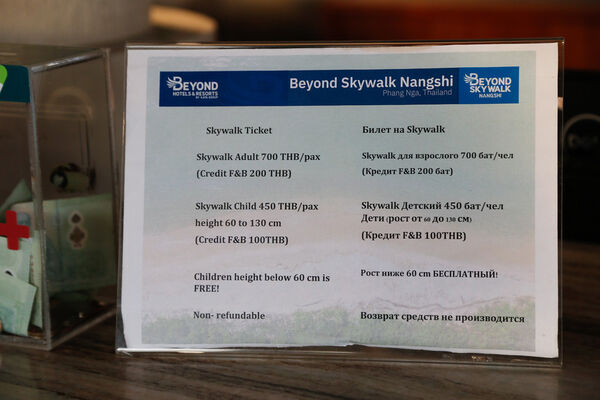 BEYOND
HOTELS & RESORTS
Beyond Skywalk Nangshi
Phang Nga, Thailand
BEYOND
SKYWALK
NANGSHI
Skywalk Ticket
Skywalk Adult 700 THB/pax
(Credit F&B 200 THB)
Skywalk Child 450 THB/pax
height 60 to 130 cm
(Credit F&B 100THB)
Children height below 60 cm is
FREE!
Non- refundable
Билет на Skywalk
Skywalk для взрослого 700 бат/чел
(Кредит F&B 200 бат)
Skywalk Детский 450 бат/чел
Дети (рост от 60 до 130 см)
(Кредит F&B 100THB)
Рост ниже 60 cm БЕСПЛАТНЫЙ!
Возврат средств не производится